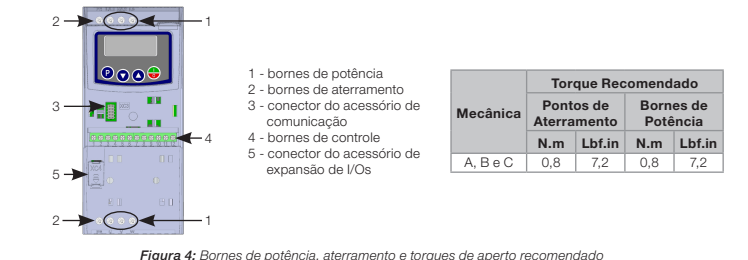 2
1
P
3
4
5
2
1
1 - bornes de potência
2 - bornes de aterramento
3 - conector do acessório de
comunicação
4 - bornes de controle
5 - conector do acessório de
expansão de I/Os
Mecânica
Torque Recomendado
Pontos de
Aterramento
Bornes de
Potência
N.m Lbf.in N.m Lbf.in
A, B e C 0,8 7,2 0,8 7,2
Figura 4: Bornes de potência, aterramento e torques de aperto recomendado